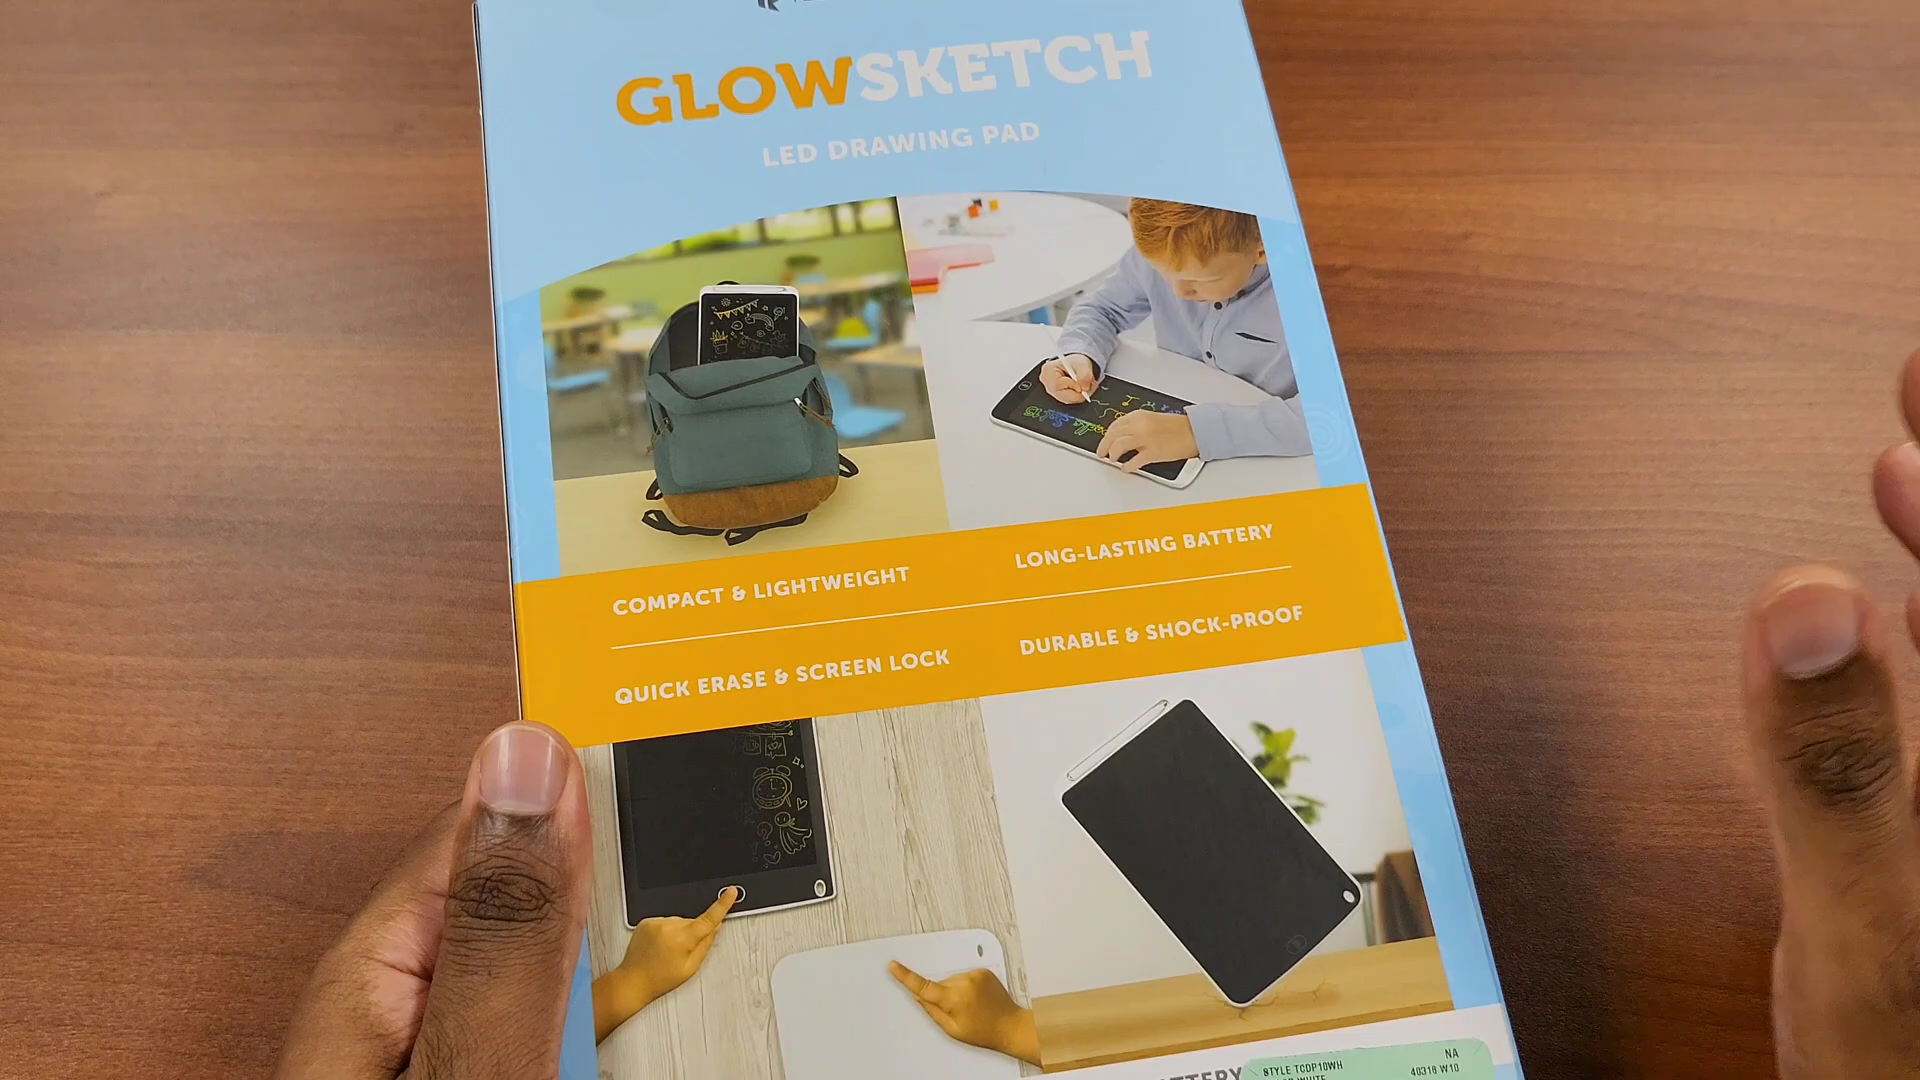 GLOWSKETCH
LED DRAWING PAD
COMPACT & LIGHTWEIGHT
LONG-LASTING BATTERY
QUICK ERASE & SCREEN LOCK
DURABLE & SHOCK-PROOF
STYLE TCDP10WH
NA
40318 W10